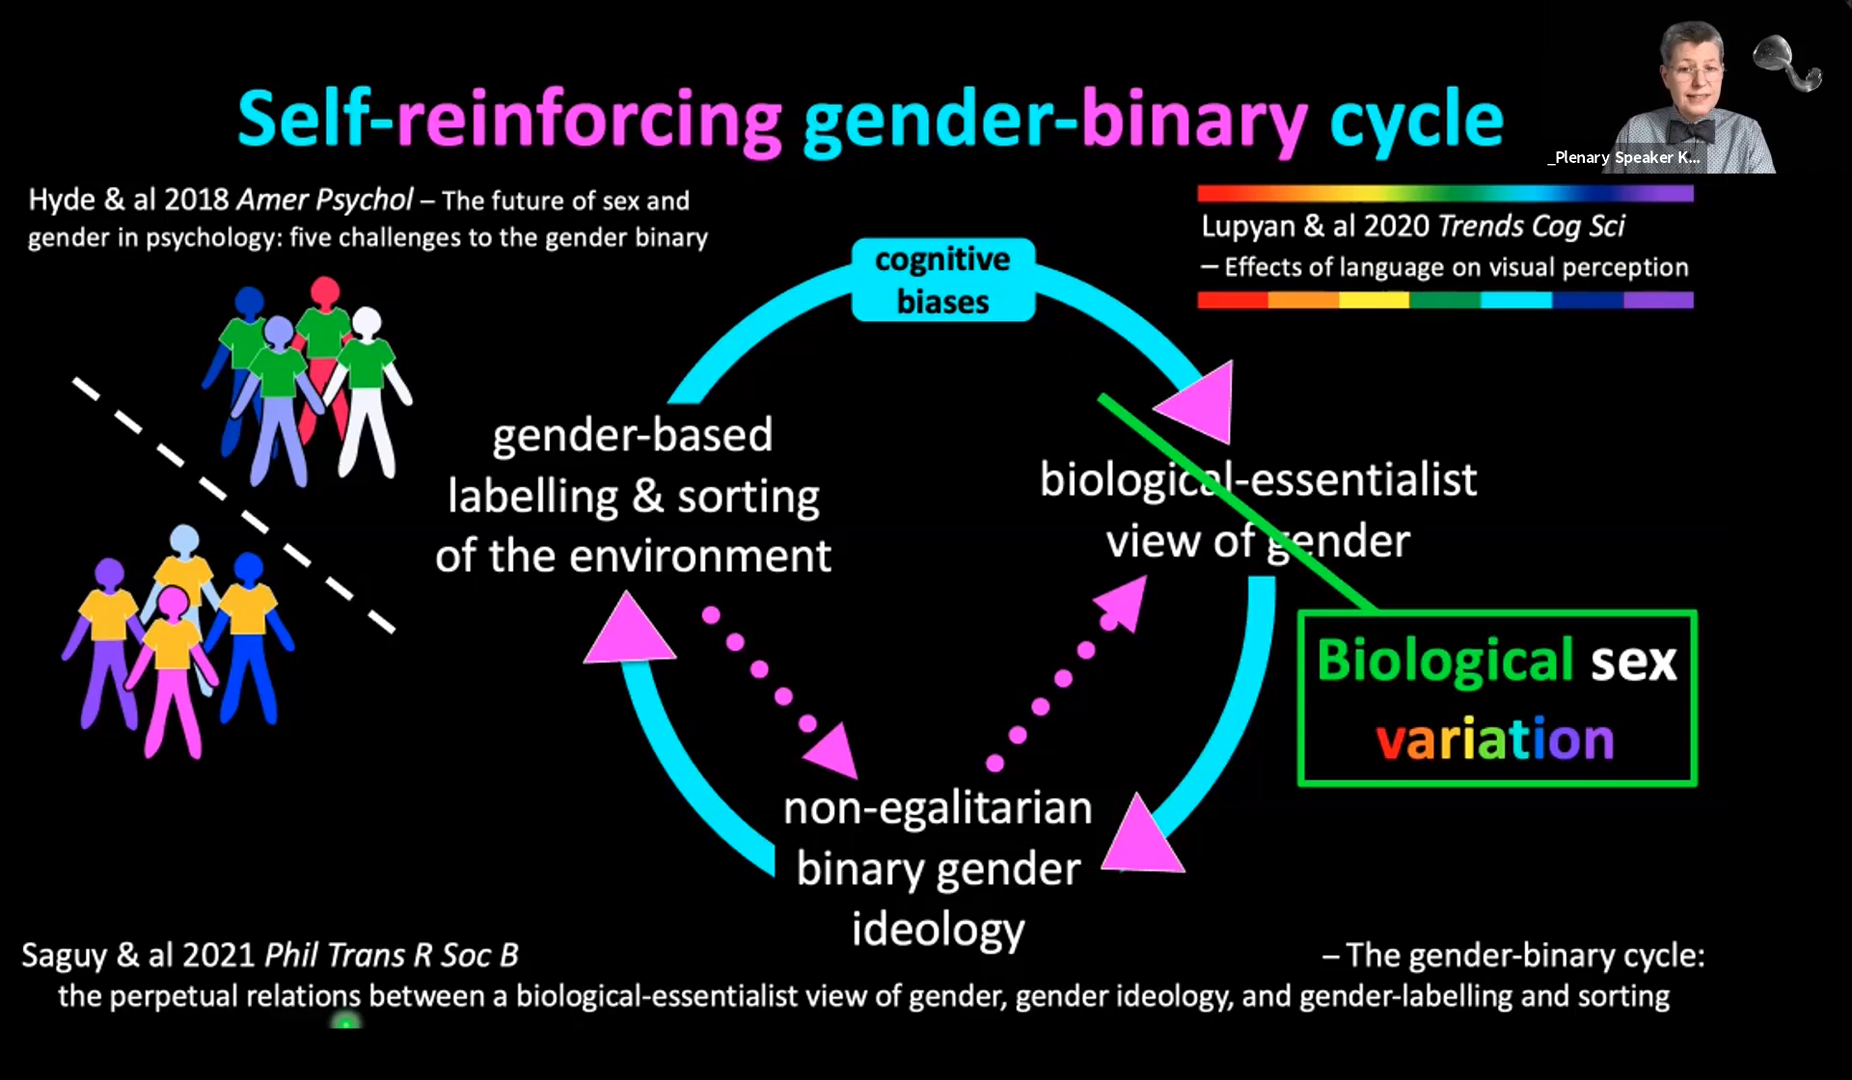 Self-reinforcing gender-binary cycle
_Plenary Speaker K...
Hyde & al 2018 Amer Psychol – The future of sex and
gender in psychology: five challenges to the gender binary
Lupyan & al 2020 Trends Cog Sci
– Effects of language on visual perception
cognitive
biases
gender-based
labelling & sorting
of the environment
biological-essentialist
view of gender
Biological sex
variation
non-egalitarian
binary gender
ideology
Saguy & al 2021 Phil Trans R Soc B – The gender-binary cycle:
the perpetual relations between a biological-essentialist view of gender, gender ideology, and gender-labelling and sorting